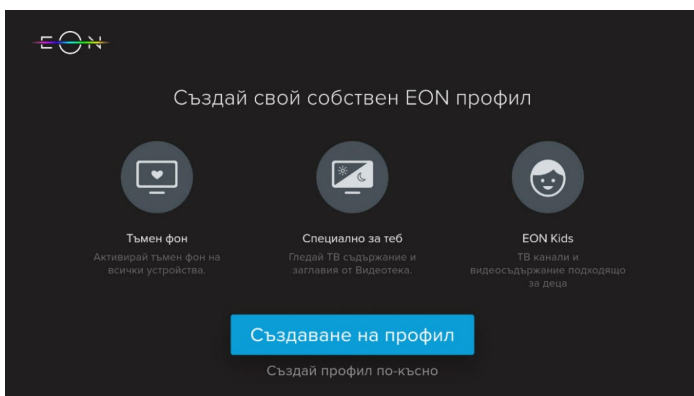 EON
Създай свой собствен EON профил
Тъмен фон
Активирай тъмен фон на
всички устройства.
Специално за теб
Гледай ТВ съдържание и
заглавия от Видеотека.
EON Kids
ТВ канали и
видеосъдържание подходящо
за деца
Създаване на профил
Създай профил по-късно